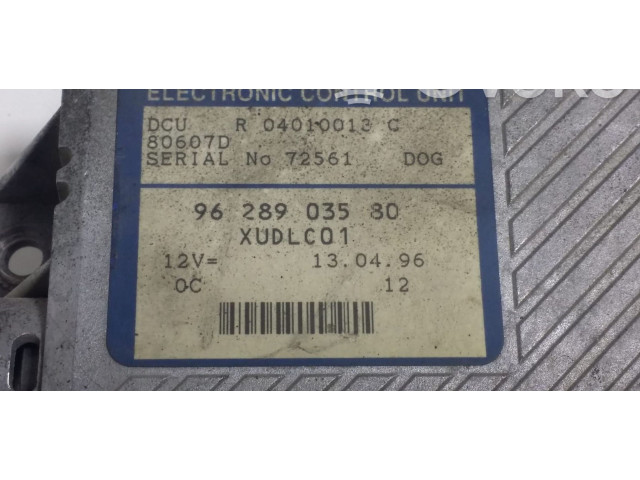 ELECTRONIC CONTROL UNIT
DCU R 04010013 C
80607D
SERIAL No 72561 DOG
96 289 035 80
XUDLC01
12V= 13.04.96
0C 12